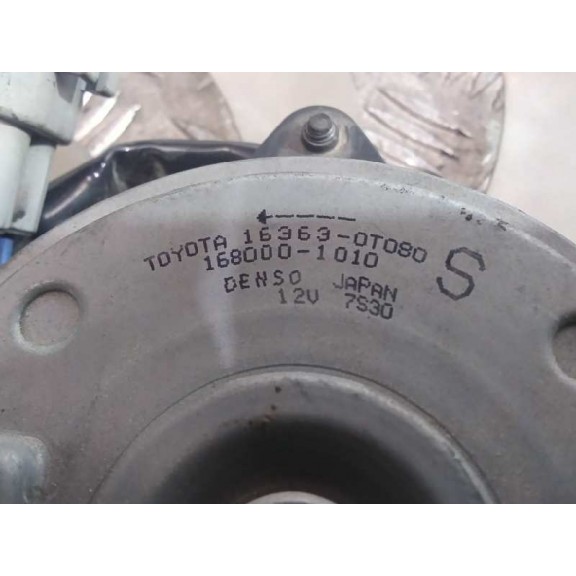 TOYOTA 16363-0T080
168000-1010
DENSO JAPAN
12V 7S30
S